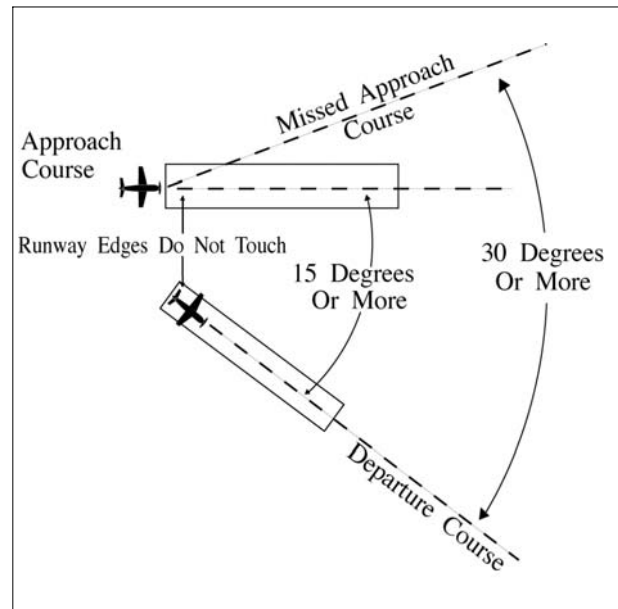 Missed Approach
Course
Approach
Course
Runway Edges Do Not Touch
15 Degrees
Or More
30 Degrees
Or More
Departure Course